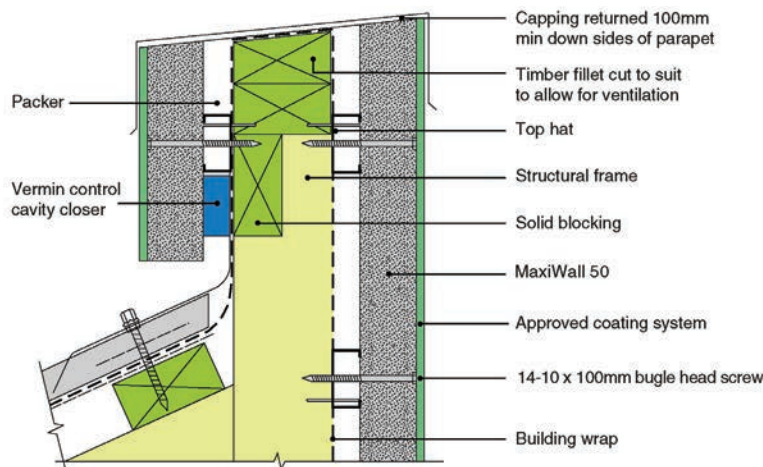 Capping returned 100mm
min down sides of parapet
Packer
Timber fillet cut to suit
to allow for ventilation
Top hat
Vermin control
cavity closer
Structural frame
Solid blocking
MaxiWall 50
Approved coating system
14-10 x 100mm bugle head screw
Building wrap